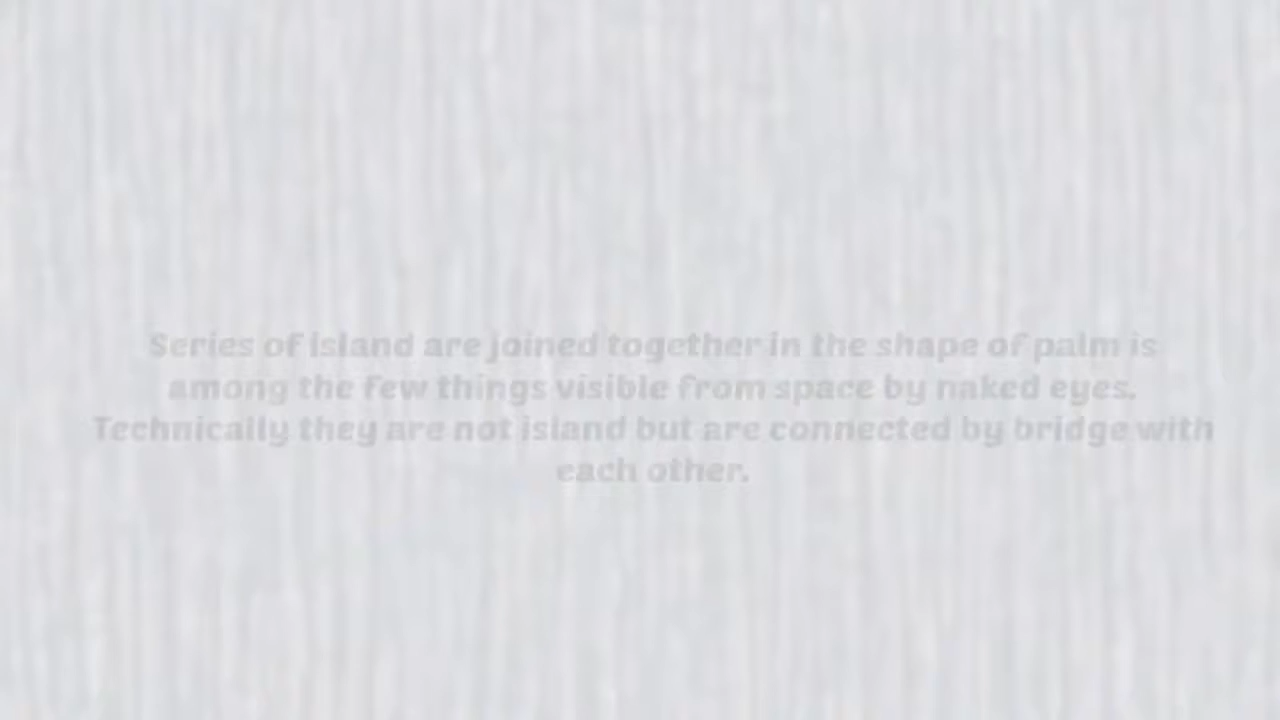 Series of island are joined together in the shape of palm is
among the few things visible from space by naked eyes.
Technically they are not island but are connected by bridge with
each other.